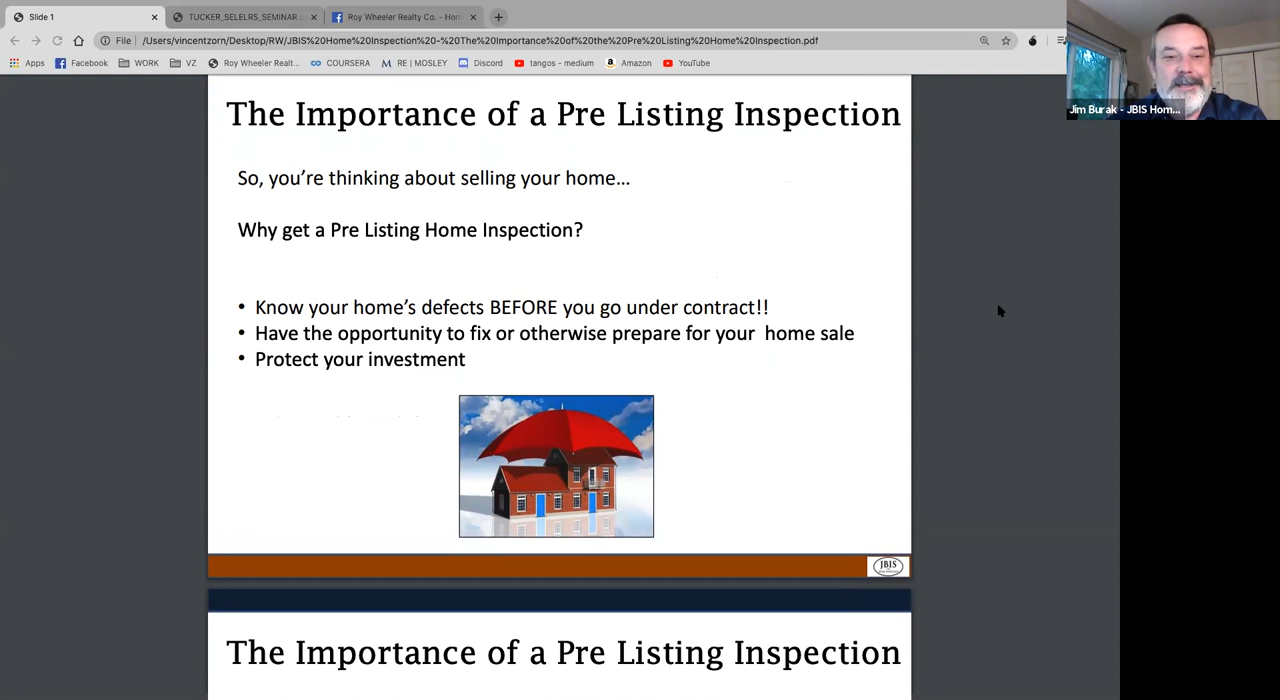 Slide 1
TUCKER_SELELRS_SEMINAR
Roy Wheeler Realty Co. - Hom
File
/Users/vincentzorn/Desktop/RW/JBIS%20Home%20Inspection%20-%20The%20Importance%20of%20the%20Pre%20Listing%20Home%20Inspection.pdf
Apps
Facebook
WORK
VZ
Roy Wheeler Realt...
COURSERA
RE | MOSLEY
Discord
tangos - medium
Amazon
YouTube
Jim Burak - JBIS Hom...
The Importance of a Pre Listing Inspection
So, you're thinking about selling your home...
Why get a Pre Listing Home Inspection?
• Know your home's defects BEFORE you go under contract!!
• Have the opportunity to fix or otherwise prepare for your home sale
• Protect your investment
JBIS
The Importance of a Pre Listing Inspection